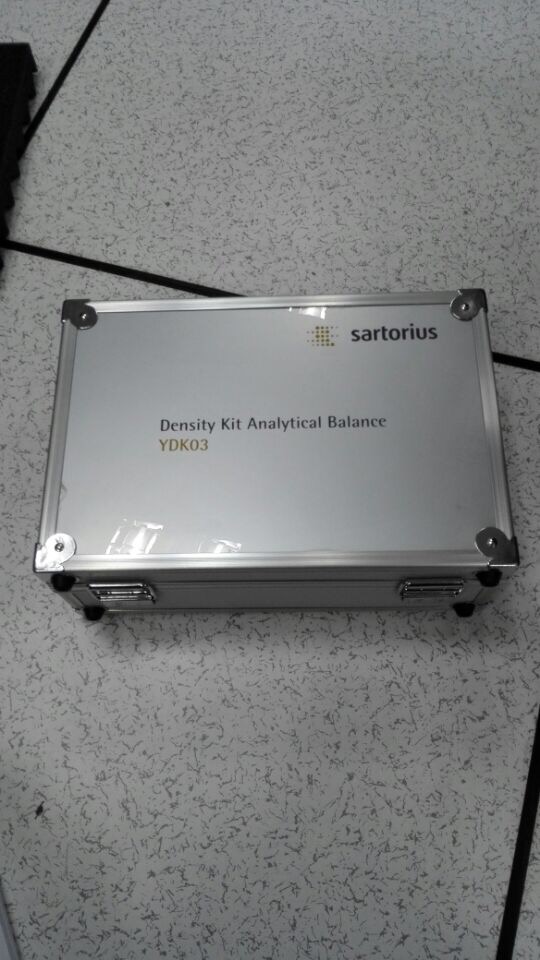 sartorius
Density Kit Analytical Balance
YDK03